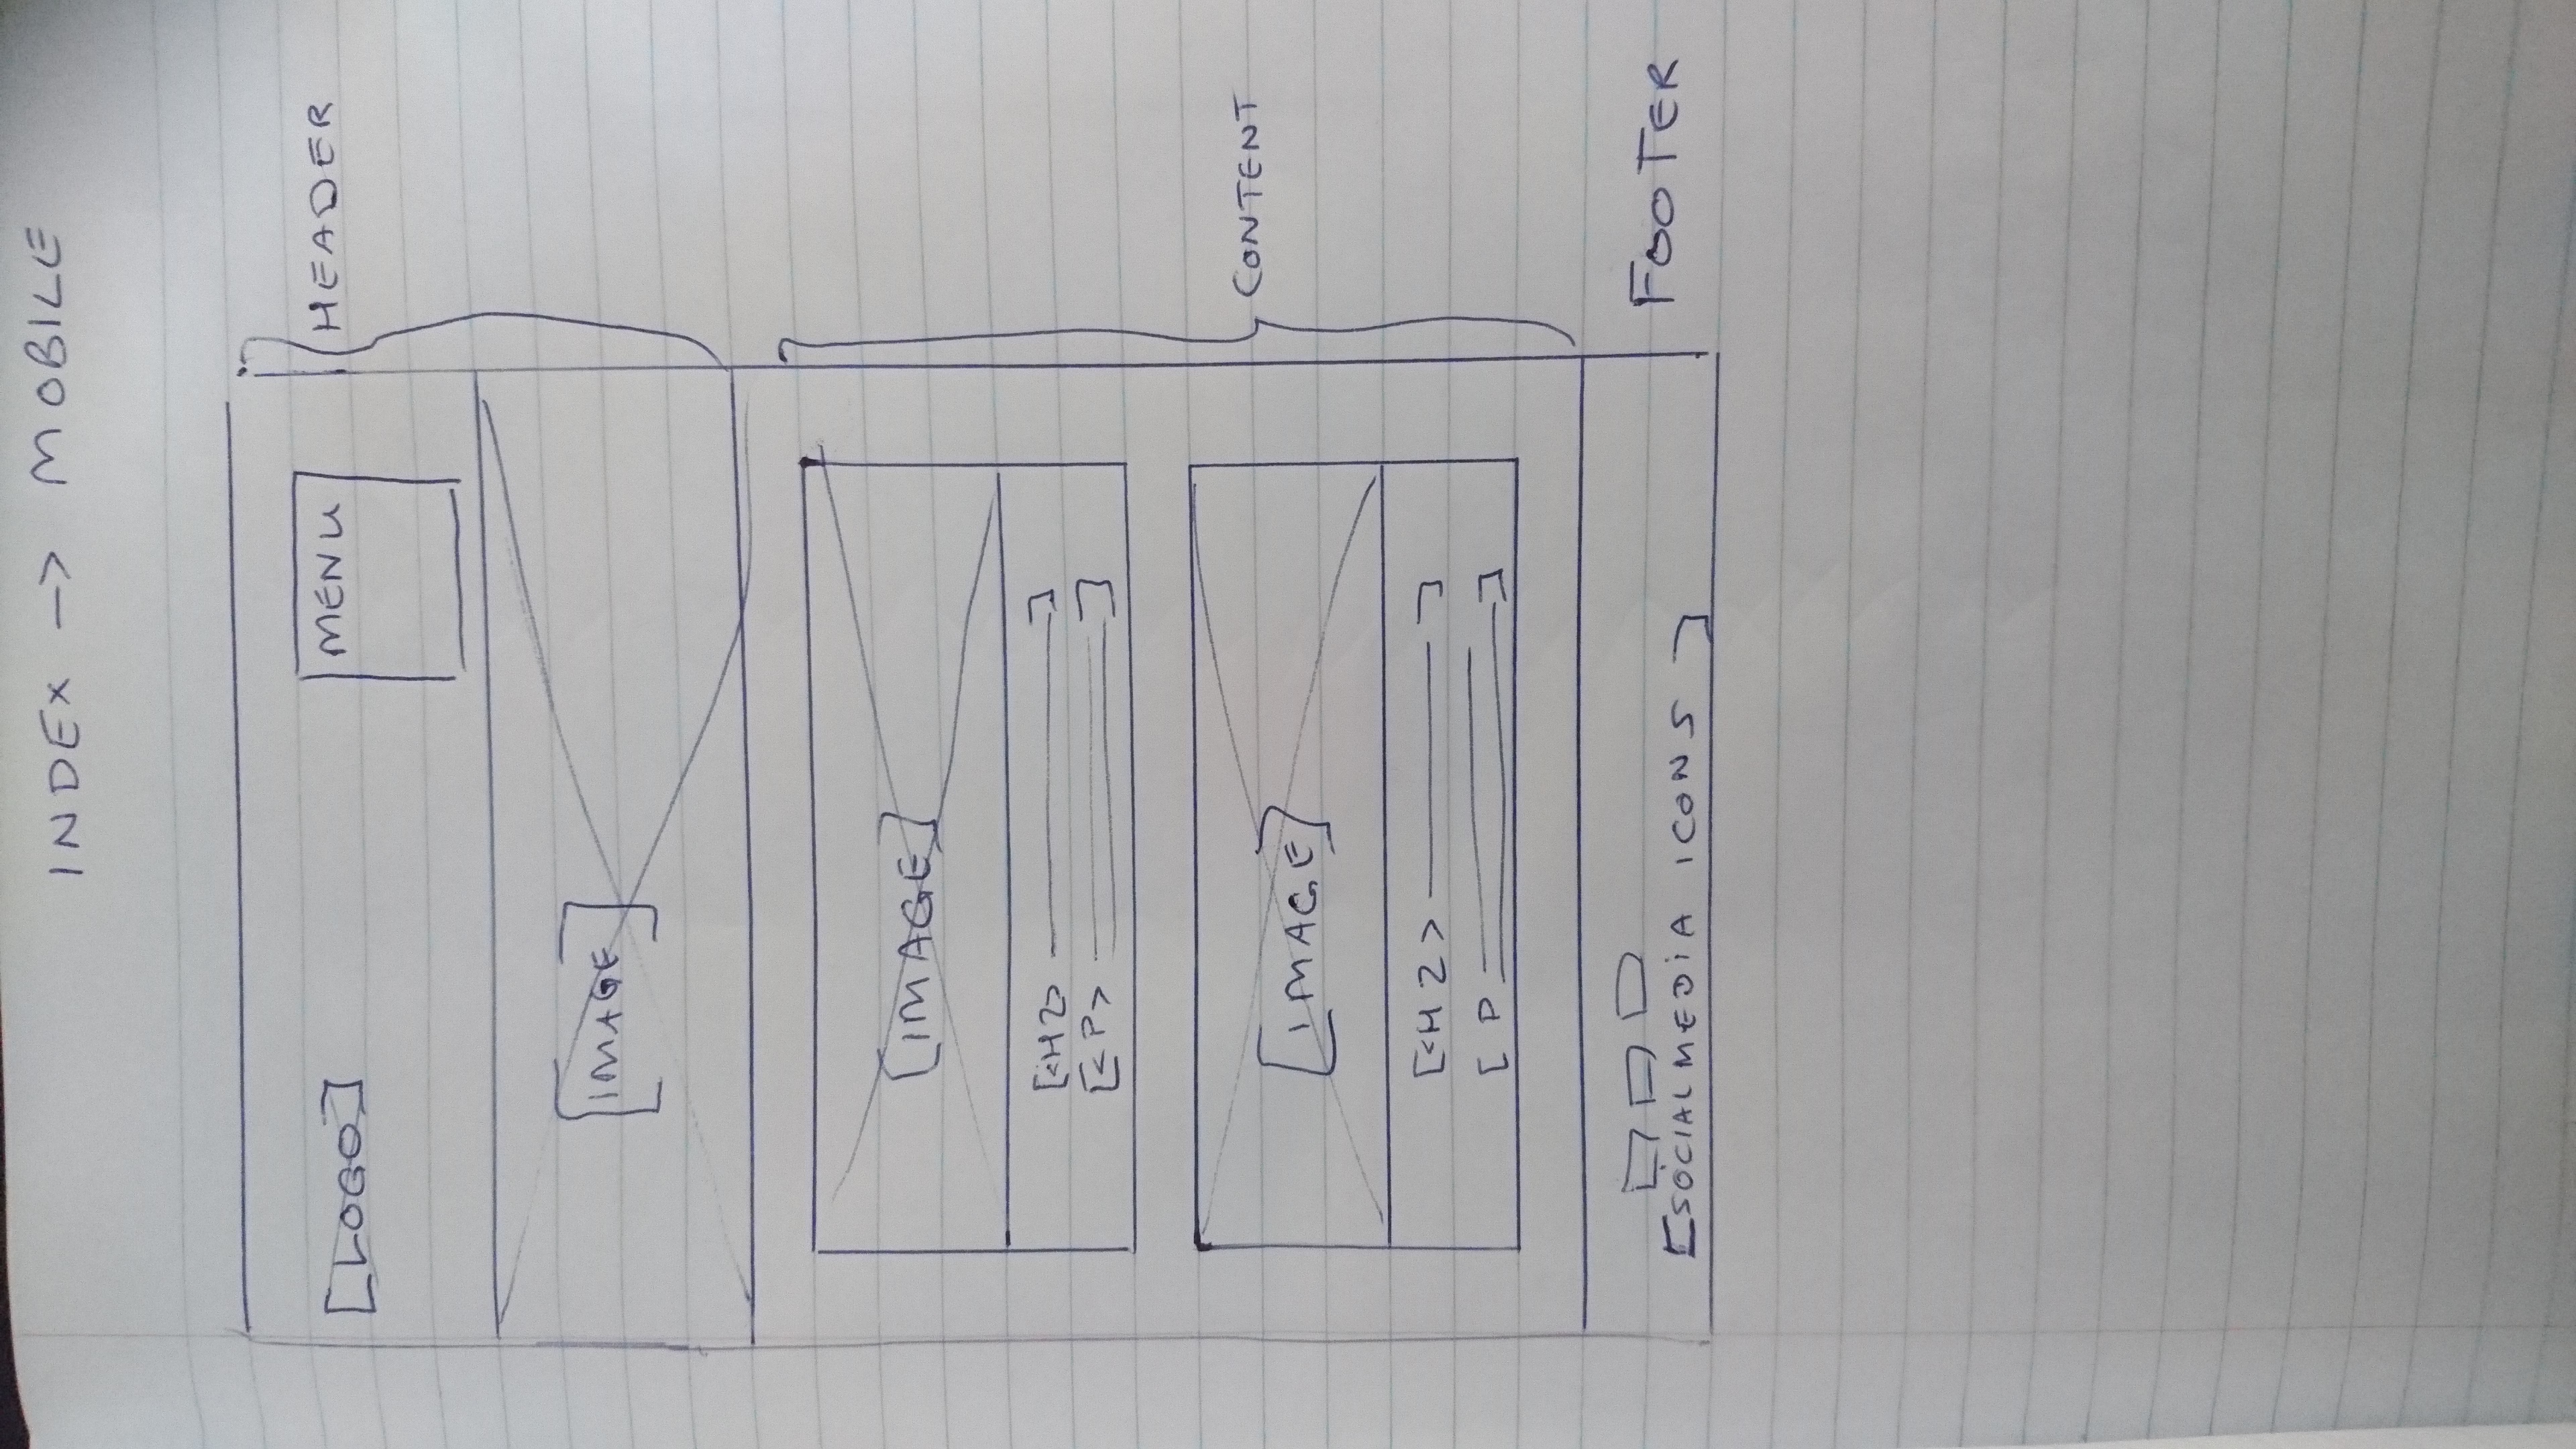 INDEX -> MOBILE
[LOGO]
MENU
HEADER
[IMAGE]
[IMAGE]
[<H2> ]
[<P> ]
[IMAGE]
CONTENT
[<H2> ]
[ P ]
FOOTER
[SOCIALMEDIA ICONS ]